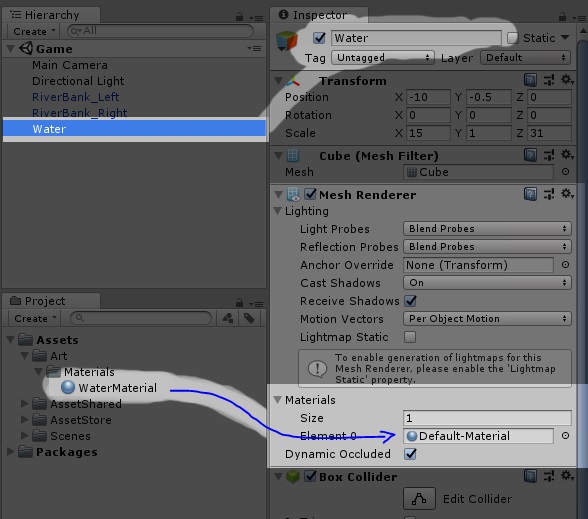 Hierarchy
Create
All
Game
Main Camera
Directional Light
RiverBank_Left
RiverBank_Right
Water
Project
Create
Assets
Art
Materials
WaterMaterial
AssetShared
AssetStore
Scenes
Packages
Inspector
Water Static
Tag Untagged Layer Default
Transform
Position X -10 Y -0.5 Z 0
Rotation X 0 Y 0 Z 0
Scale X 15 Y 1 Z 31
Cube (Mesh Filter)
Mesh Cube
Mesh Renderer
Lighting
Light Probes Blend Probes
Reflection Probes Blend Probes
Anchor Override None (Transform)
Cast Shadows On
Receive Shadows
Motion Vectors Per Object Motion
Lightmap Static
To enable generation of lightmaps for this
Mesh Renderer, please enable the 'Lightmap
Static' property.
Materials
Size 1
Element 0 Default-Material
Dynamic Occluded
Box Collider
Edit Collider